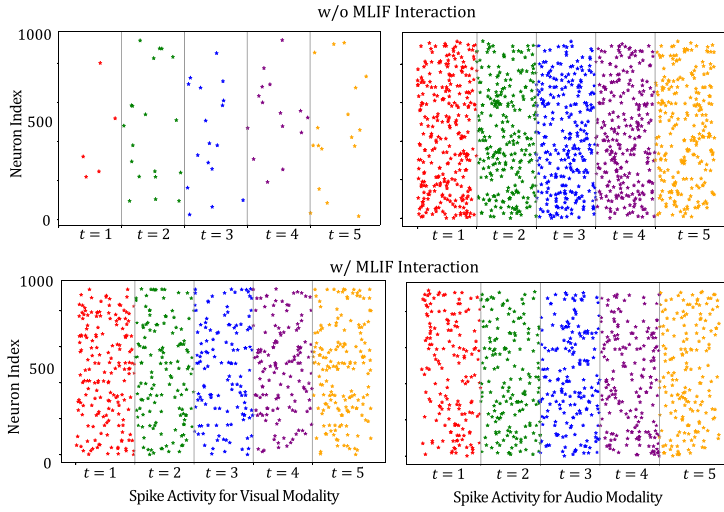 w/o MLIF Interaction
1000
500
0
Neuron Index
t = 1 t = 2 t = 3 t = 4 t = 5
t = 1 t = 2 t = 3 t = 4 t = 5
w/ MLIF Interaction
1000
500
0
Neuron Index
t = 1 t = 2 t = 3 t = 4 t = 5
t = 1 t = 2 t = 3 t = 4 t = 5
Spike Activity for Visual Modality
Spike Activity for Audio Modality